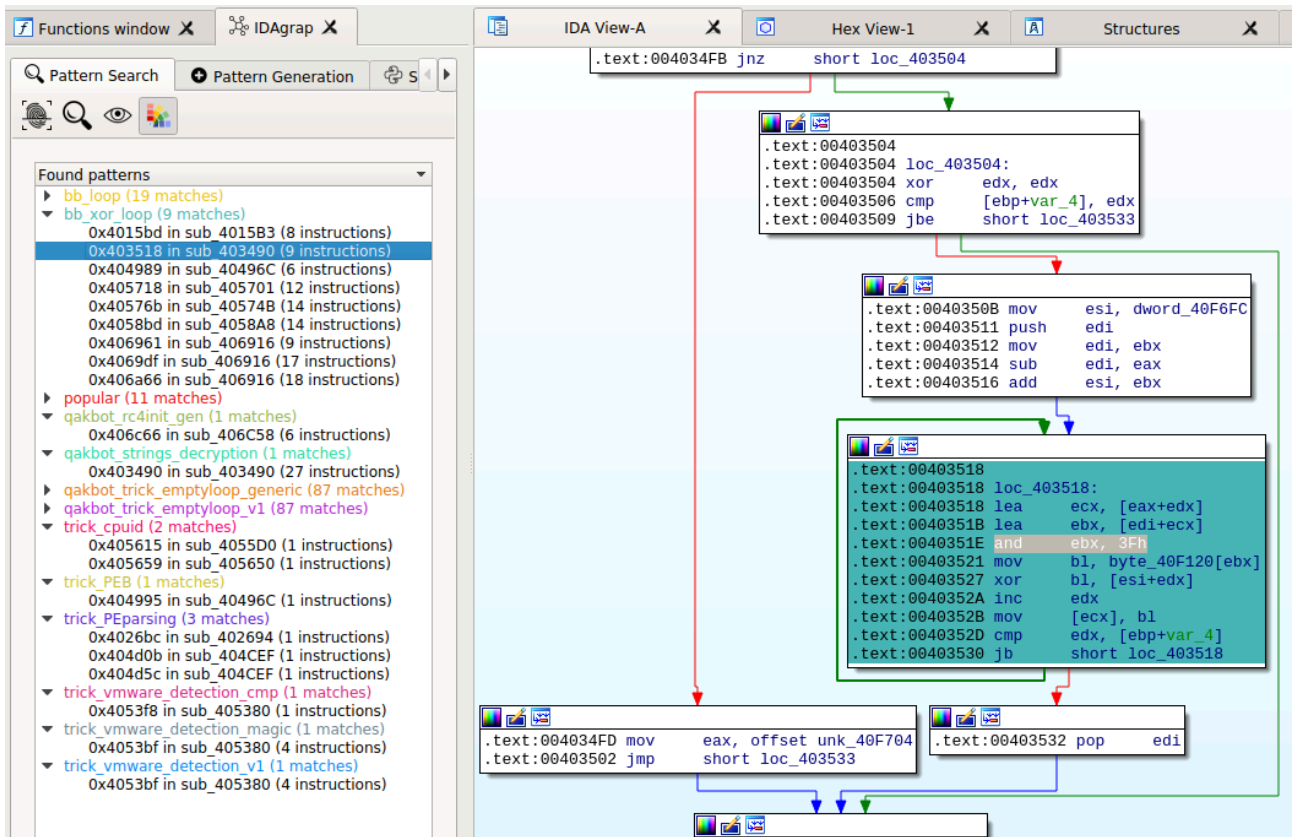 Functions window
IDAgrap
Pattern Search
Pattern Generation
S
Found patterns
bb_loop (19 matches)
bb_xor_loop (9 matches)
0x4015bd in sub_4015B3 (8 instructions)
0x403518 in sub_403490 (9 instructions)
0x404989 in sub_40496C (6 instructions)
0x405718 in sub_405701 (12 instructions)
0x40576b in sub_40574B (14 instructions)
0x4058bd in sub_4058A8 (14 instructions)
0x406961 in sub_406916 (9 instructions)
0x4069df in sub_406916 (17 instructions)
0x406a66 in sub_406916 (18 instructions)
popular (11 matches)
qakbot_rc4init_gen (1 matches)
0x406c66 in sub_406C58 (6 instructions)
qakbot_strings_decryption (1 matches)
0x403490 in sub_403490 (27 instructions)
qakbot_trick_emptyloop_generic (87 matches)
qakbot_trick_emptyloop_v1 (87 matches)
trick_cpuid (2 matches)
0x405615 in sub_4055D0 (1 instructions)
0x405659 in sub_405650 (1 instructions)
trick_PEB (1 matches)
0x404995 in sub_40496C (1 instructions)
trick_PEparsing (3 matches)
0x4026bc in sub_402694 (1 instructions)
0x404d0b in sub_404CEF (1 instructions)
0x404d5c in sub_404CEF (1 instructions)
trick_vmware_detection_cmp (1 matches)
0x4053f8 in sub_405380 (1 instructions)
trick_vmware_detection_magic (1 matches)
0x4053bf in sub_405380 (4 instructions)
trick_vmware_detection_v1 (1 matches)
0x4053bf in sub_405380 (4 instructions)
IDA View-A
Hex View-1
Structures
.text:004034FB jnz short loc_403504
.text:00403504
.text:00403504 loc_403504:
.text:00403504 xor edx, edx
.text:00403506 cmp [ebp+var_4], edx
.text:00403509 jbe short loc_403533
.text:0040350B mov esi, dword_40F6FC
.text:00403511 push edi
.text:00403512 mov edi, ebx
.text:00403514 sub edi, eax
.text:00403516 add esi, ebx
.text:00403518
.text:00403518 loc_403518:
.text:00403518 lea ecx, [eax+edx]
.text:0040351B lea ebx, [edi+ecx]
.text:0040351E and ebx, 3Fh
.text:00403521 mov bl, byte_40F120[ebx]
.text:00403527 xor bl, [esi+edx]
.text:0040352A inc edx
.text:0040352B mov [ecx], bl
.text:0040352D cmp edx, [ebp+var_4]
.text:00403530 jb short loc_403518
.text:004034FD mov eax, offset unk_40F704
.text:00403502 jmp short loc_403533
.text:00403532 pop edi